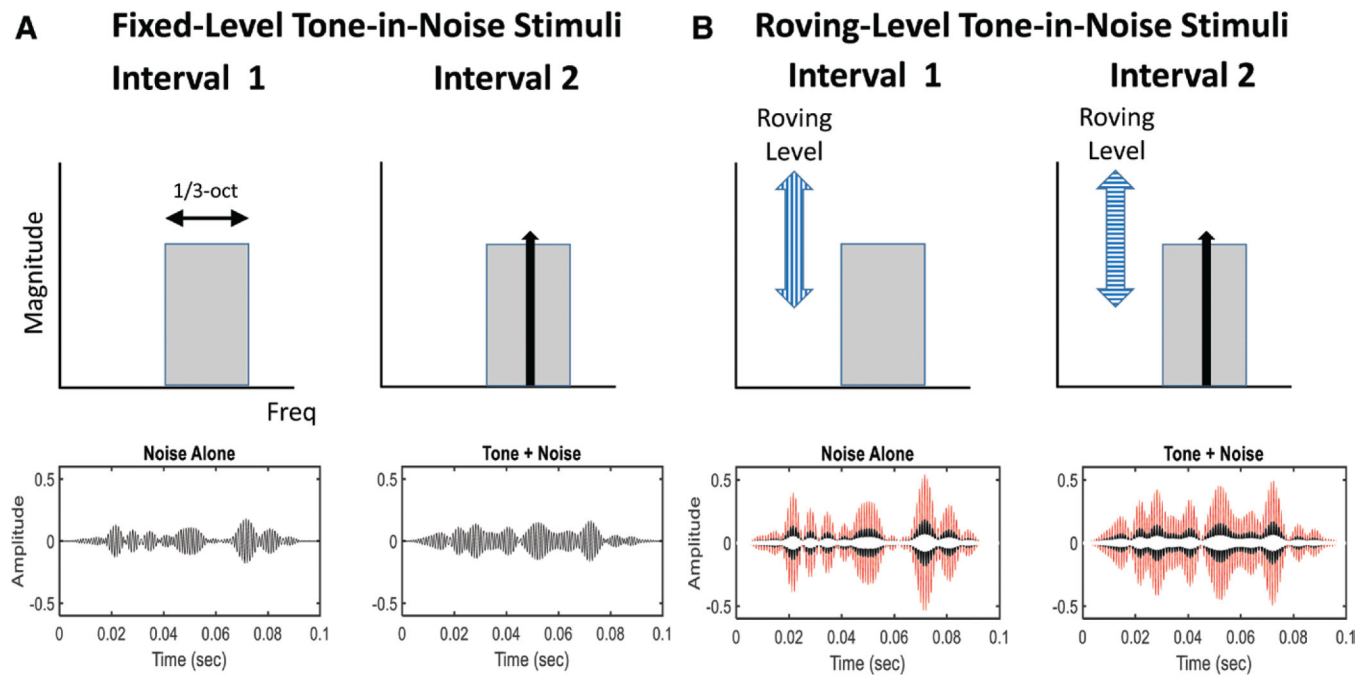 A Fixed-Level Tone-in-Noise Stimuli
Interval 1
Interval 2
1/3-oct
Magnitude
Freq
Noise Alone
0.5
0
-0.5
Amplitude
0 0.02 0.04 0.06 0.08 0.1
Time (sec)
Tone + Noise
0.5
0
-0.5
0 0.02 0.04 0.06 0.08 0.1
Time (sec)
B Roving-Level Tone-in-Noise Stimuli
Interval 1
Interval 2
Roving
Level
Roving
Level
Noise Alone
0.5
0
-0.5
Amplitude
0 0.02 0.04 0.06 0.08 0.1
Time (sec)
Tone + Noise
0.5
0
-0.5
0 0.02 0.04 0.06 0.08 0.1
Time (sec)